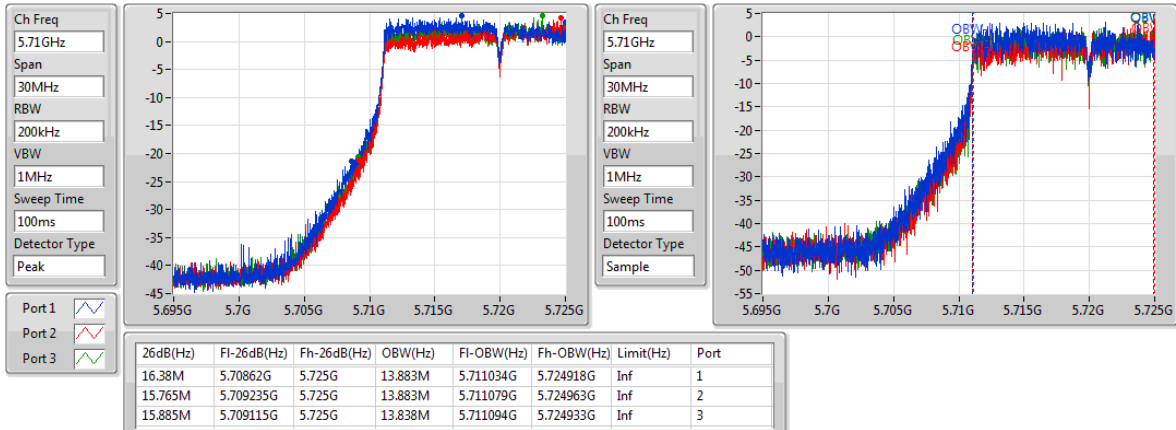 Ch Freq
5.71GHz
Span
30MHz
RBW
200kHz
VBW
1MHz
Sweep Time
100ms
Detector Type
Peak
Port 1
Port 2
Port 3
5
0
-5
-10
-15
-20
-25
-30
-35
-40
-45
5.695G 5.7G 5.705G 5.71G 5.715G 5.72G 5.725G
Ch Freq
5.71GHz
Span
30MHz
RBW
200kHz
VBW
1MHz
Sweep Time
100ms
Detector Type
Sample
5
0
-5
-10
-15
-20
-25
-30
-35
-40
-45
-50
-55
OBW
OBV
5.695G 5.7G 5.705G 5.71G 5.715G 5.72G 5.725G
26dB(Hz) Fl-26dB(Hz) Fh-26dB(Hz) OBW(Hz) Fl-OBW(Hz) Fh-OBW(Hz) Limit(Hz) Port
16.38M 5.70862G 5.725G 13.883M 5.711034G 5.724918G Inf 1
15.765M 5.709235G 5.725G 13.883M 5.711079G 5.724963G Inf 2
15.885M 5.709115G 5.725G 13.838M 5.711094G 5.724933G Inf 3